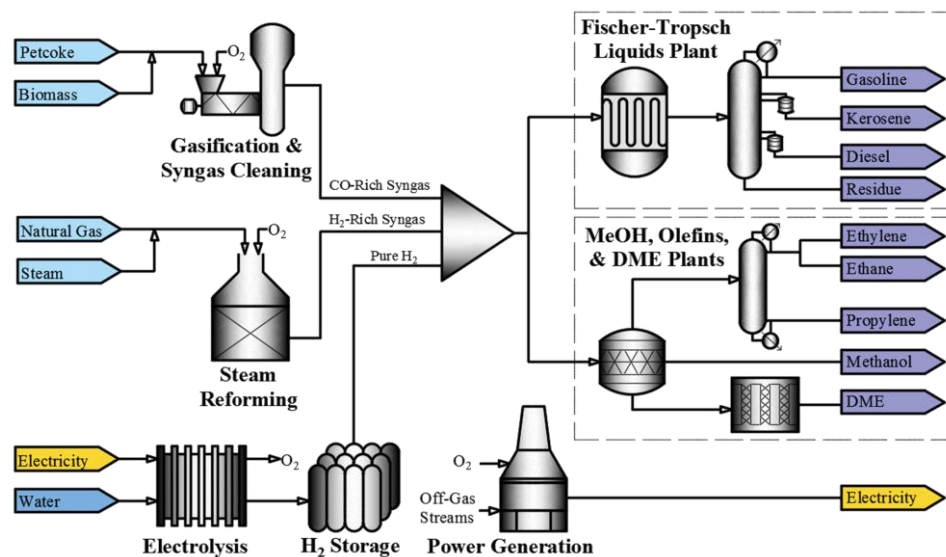 Petcoke
Biomass
O₂
Gasification &
Syngas Cleaning
Natural Gas
Steam
O₂
Steam
Reforming
Electricity
Water
O₂
Electrolysis
H₂ Storage
CO-Rich Syngas
H₂-Rich Syngas
Pure H₂
Fischer-Tropsch
Liquids Plant
Gasoline
Kerosene
Diesel
Residue
MeOH, Olefins,
& DME Plants
Ethylene
Ethane
Propylene
Methanol
DME
O₂
Off-Gas
Streams
Power Generation
Electricity